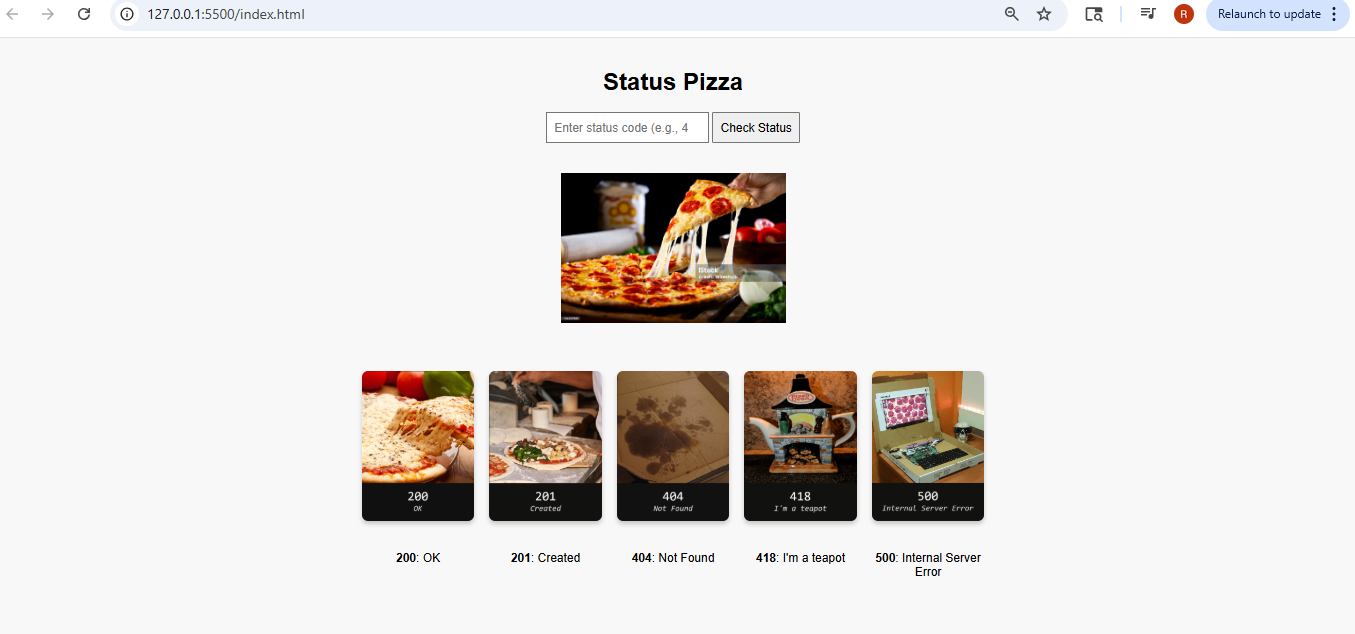 127.0.0.1:5500/index.html
R
Relaunch to update
Status Pizza
Enter status code (e.g., 4
Check Status
iStock
200
OK
201
Created
404
Not Found
418
I'm a teapot
500
Internal Server Error
200: OK
201: Created
404: Not Found
418: I'm a teapot
500: Internal Server
Error